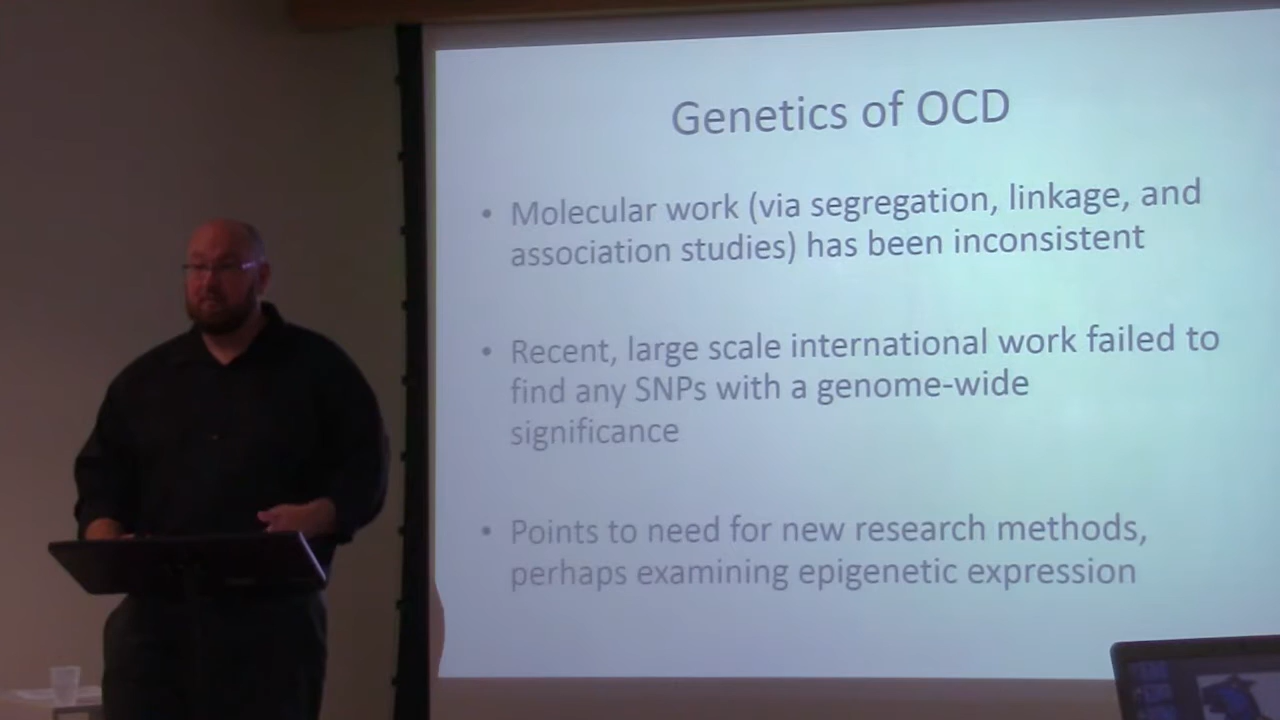 Genetics of OCD
• Molecular work (via segregation, linkage, and
association studies) has been inconsistent
• Recent, large scale international work failed to
find any SNPs with a genome-wide
significance
• Points to need for new research methods,
perhaps examining epigenetic expression